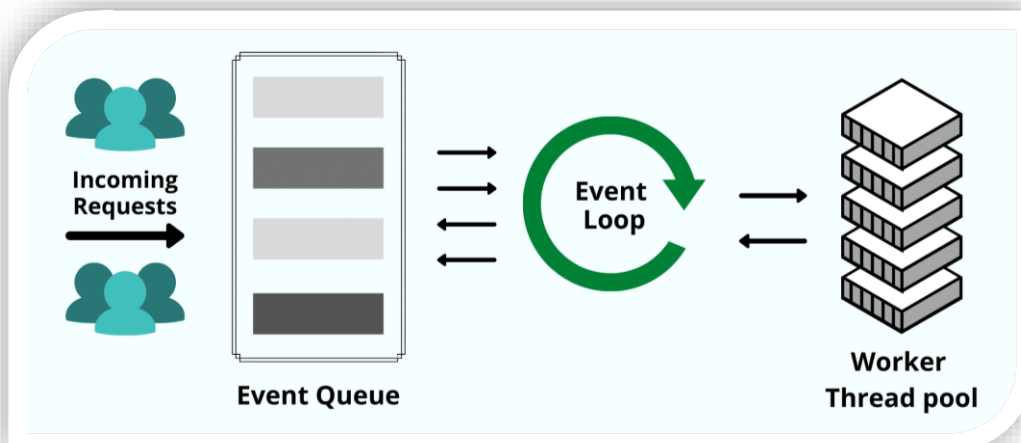 Incoming
Requests
Event Queue
Event
Loop
Worker
Thread pool